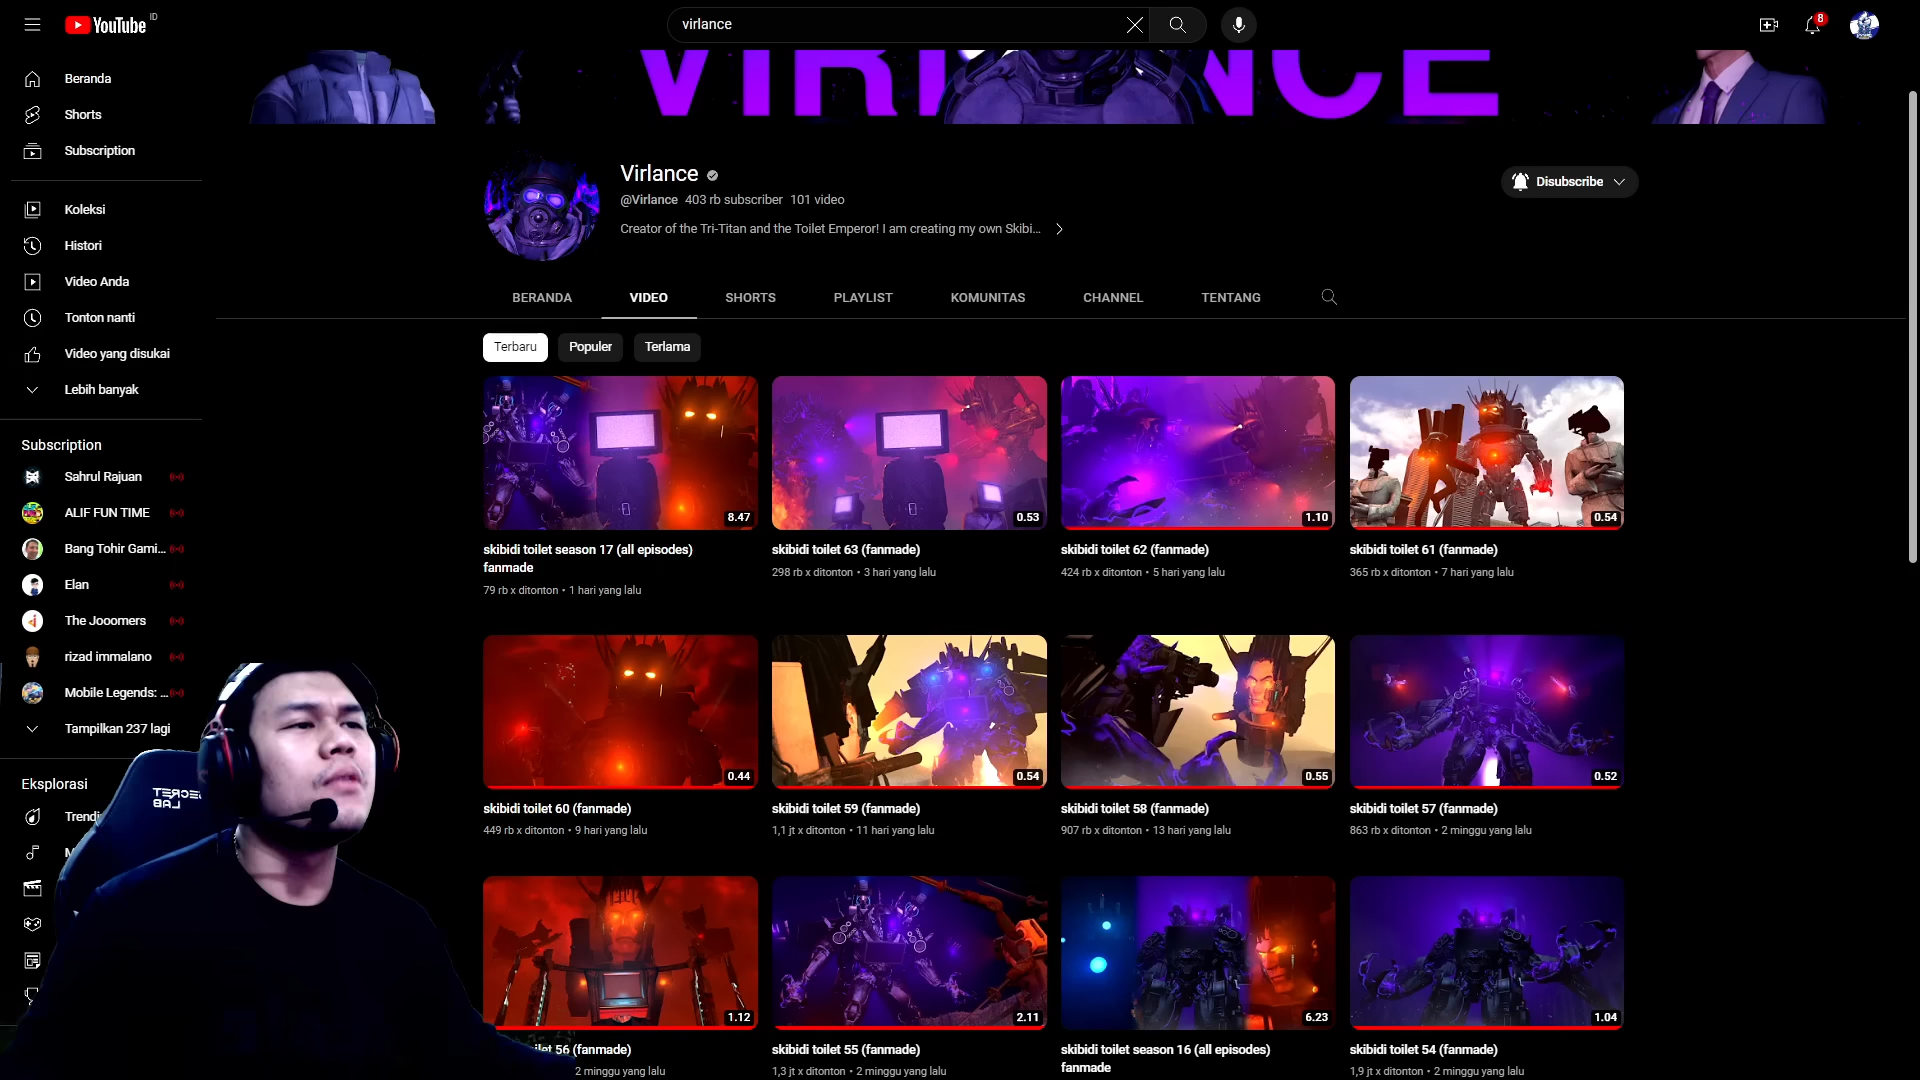 YouTube ID
virlance
8
Beranda
Shorts
Subscription
Koleksi
Histori
Video Anda
Tonton nanti
Video yang disukai
Lebih banyak
Subscription
Sahrul Rajuan
ALIF FUN TIME
Bang Tohir Gami...
Elan
The Jooomers
rizad immalano
Mobile Legends: ...
Tampilkan 237 lagi
Eksplorasi
Trendi
SECRET
LAB
VIRLANCE
Virlance
@Virlance 403 rb subscriber 101 video
Creator of the Tri-Titan and the Toilet Emperor! I am creating my own Skibi...
Disubscribe
BERANDA VIDEO SHORTS PLAYLIST KOMUNITAS CHANNEL TENTANG
Terbaru Populer Terlama
8.47
skibidi toilet season 17 (all episodes)
fanmade
79 rb x ditonton • 1 hari yang lalu
0.53
skibidi toilet 63 (fanmade)
298 rb x ditonton • 3 hari yang lalu
1.10
skibidi toilet 62 (fanmade)
424 rb x ditonton • 5 hari yang lalu
0.54
skibidi toilet 61 (fanmade)
365 rb x ditonton • 7 hari yang lalu
0.44
skibidi toilet 60 (fanmade)
449 rb x ditonton • 9 hari yang lalu
0.54
skibidi toilet 59 (fanmade)
1,1 jt x ditonton • 11 hari yang lalu
0.55
skibidi toilet 58 (fanmade)
907 rb x ditonton • 13 hari yang lalu
0.52
skibidi toilet 57 (fanmade)
863 rb x ditonton • 2 minggu yang lalu
1.12
ilet 56 (fanmade)
2 minggu yang lalu
2.11
skibidi toilet 55 (fanmade)
1,3 jt x ditonton • 2 minggu yang lalu
6.23
skibidi toilet season 16 (all episodes)
fanmade
1.04
skibidi toilet 54 (fanmade)
1,9 jt x ditonton • 2 minggu yang lalu